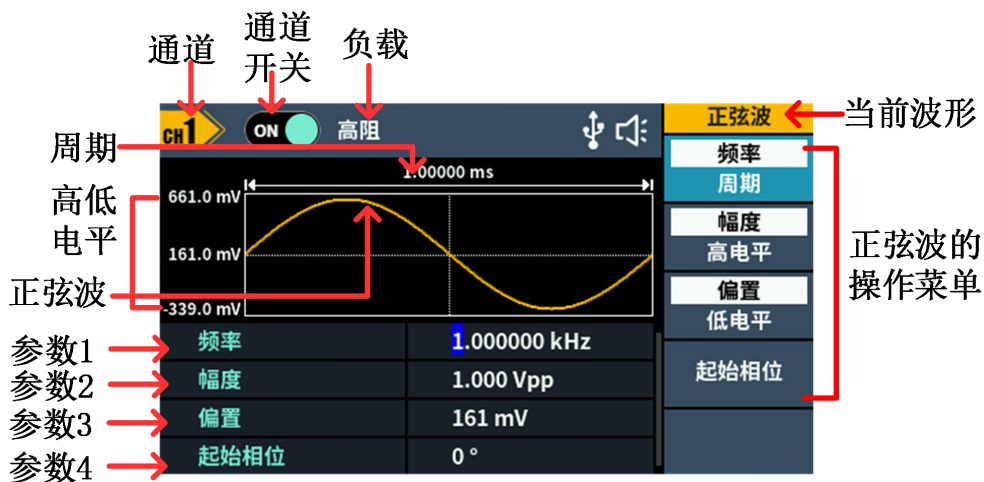 通道
通道
开关
负载
CH1
ON
高阻
正弦波
当前波形
周期
1.00000 ms
频率
周期
高低
电平
661.0 mV
161.0 mV
-339.0 mV
幅度
高电平
正弦波的
操作菜单
正弦波
偏置
低电平
参数1
频率
1.000000 kHz
起始相位
参数2
幅度
1.000 Vpp
参数3
偏置
161 mV
参数4
起始相位
0 °